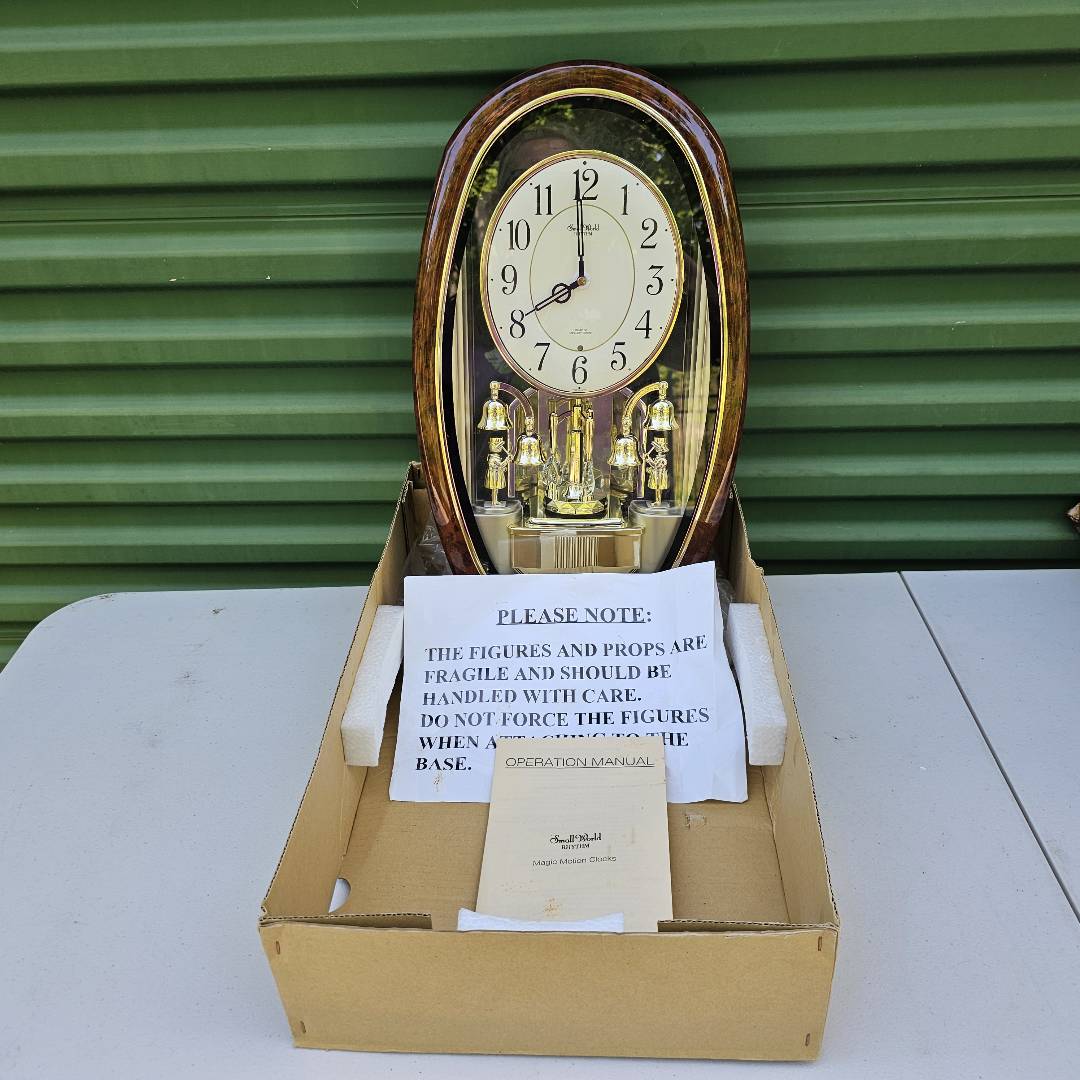 12
11 1
10 2
Small World
RHYTHM
9 3
8 4
7 5
6
PLEASE NOTE:
THE FIGURES AND PROPS ARE
FRAGILE AND SHOULD BE
HANDLED WITH CARE.
DO NOT FORCE THE FIGURES
WHEN ATTACHING TO THE
BASE.
OPERATION MANUAL
Small World
RHYTHM
Magic Motion Clocks